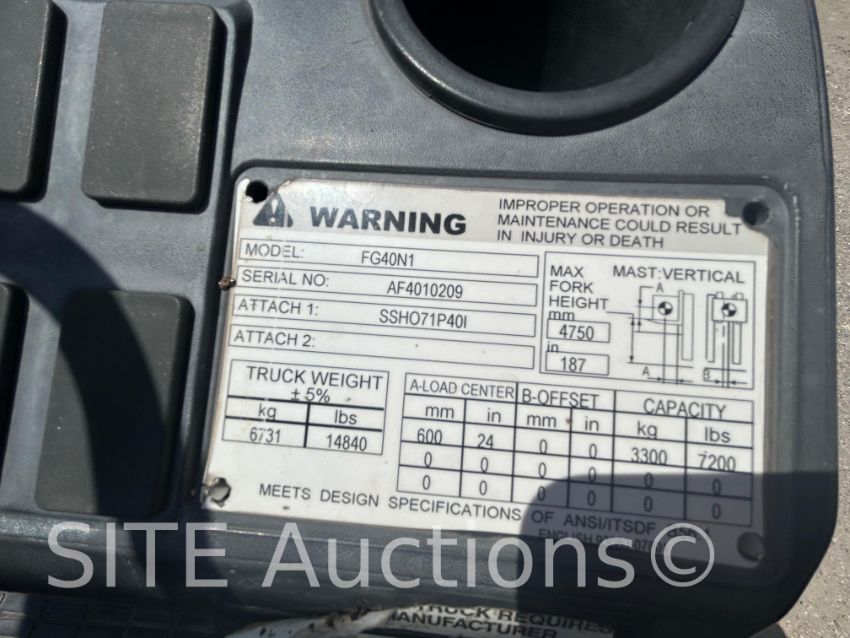 WARNING
IMPROPER OPERATION OR
MAINTENANCE COULD RESULT
IN INJURY OR DEATH
MODEL: FG40N1
SERIAL NO: AF4010209
ATTACH 1: SSHO71P40I
ATTACH 2:
MAX
FORK
HEIGHT
mm
4750
in
187
MAST:VERTICAL
A
A
B
TRUCK WEIGHT
± 5%
kg lbs
6731 14840
A-LOAD CENTER B-OFFSET CAPACITY
mm in mm in kg lbs
600 24 0 0 3300 7200
0 0 0 0 0 0
0 0 0 0 0 0
MEETS DESIGN SPECIFICATIONS OF ANSI/ITSDF
SITE Auctions©
TRUCK REQUIRES
MANUFACTURER